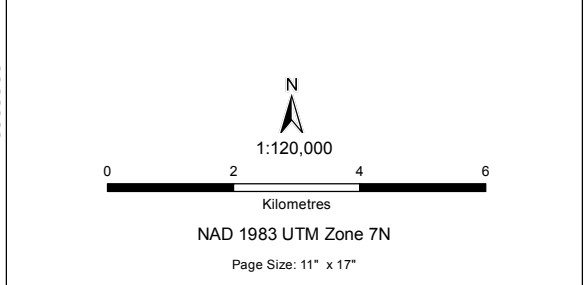 N
1:120,000
0 2 4 6
Kilometres
NAD 1983 UTM Zone 7N
Page Size: 11" x 17"